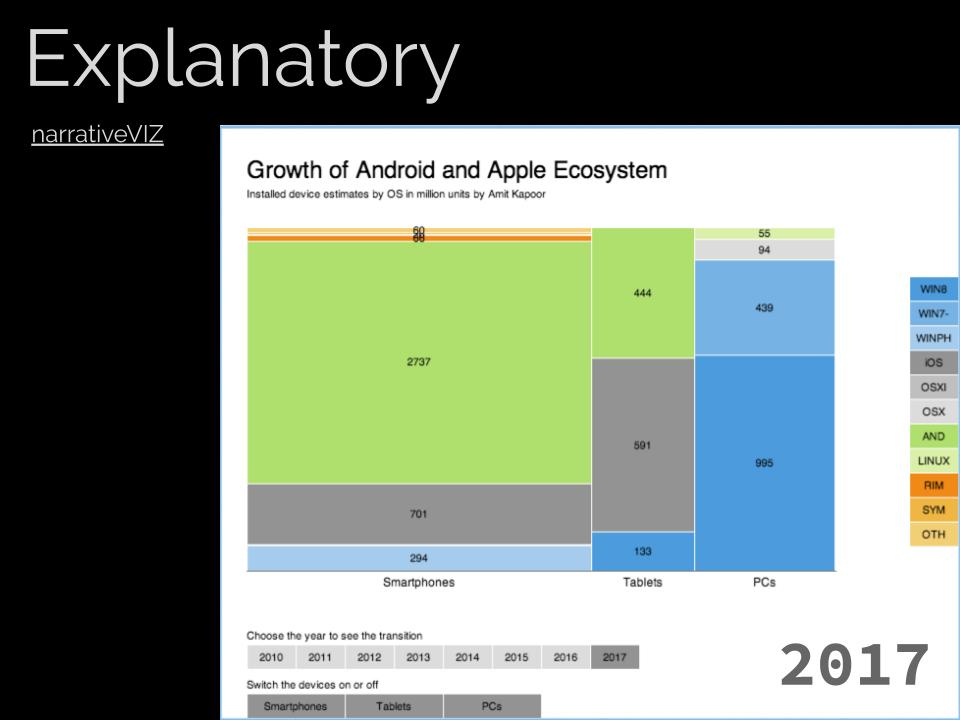 Explanatory
narrativeVIZ
Growth of Android and Apple Ecosystem
Installed device estimates by OS in million units by Amit Kapoor
60
55
94
444
439
2737
591
995
701
294
133
Smartphones Tablets PCs
WIN8
WIN7-
WINPH
iOS
OSXI
OSX
AND
LINUX
RIM
SYM
OTH
Choose the year to see the transition
2010 2011 2012 2013 2014 2015 2016 2017
2017
Switch the devices on or off
Smartphones Tablets PCs